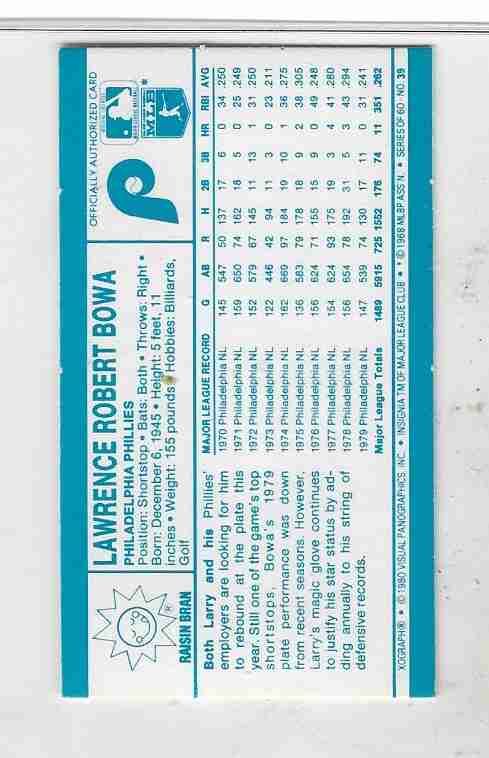 RAISIN BRAN
®
LAWRENCE ROBERT BOWA
PHILADELPHIA PHILLIES
Position: Shortstop • Bats: Both • Throws: Right •
Born: December 6, 1945 • Height: 5 feet, 11
inches • Weight: 155 pounds • Hobbies: Billiards,
Golf
OFFICIALLY AUTHORIZED CARD
MLB
P
Both Larry and his Phillies'
employers are looking for him
to rebound at the plate this
year. Still one of the game's top
shortstops, Bowa's 1979
plate performance was down
from recent seasons. However,
Larry's magic glove continues
to justify his star status by ad-
ding annually to his string of
defensive records.
MAJOR LEAGUE RECORD G AB R H 2B 3B HR RBI AVG
1970 Philadelphia NL 145 547 50 137 17 6 0 34 .250
1971 Philadelphia NL 159 650 74 162 18 5 0 25 .249
1972 Philadelphia NL 152 579 67 145 11 13 1 31 .250
1973 Philadelphia NL 122 446 42 94 11 3 0 23 .211
1974 Philadelphia NL 162 669 97 184 19 10 1 36 .275
1975 Philadelphia NL 136 583 79 178 18 9 2 38 .305
1976 Philadelphia NL 156 624 71 155 15 9 0 49 .248
1977 Philadelphia NL 154 624 93 175 19 3 4 41 .280
1978 Philadelphia NL 156 654 78 192 31 5 3 43 .294
1979 Philadelphia NL 147 539 74 130 17 11 0 31 .241
Major League Totals 1489 5915 725 1552 176 74 11 351 .262
XOGRAPH® • © 1980 VISUAL PANOGRAPHICS, INC. • INSIGNIA TM OF MAJOR LEAGUE CLUB • © 1968 MLBP ASS'N. • SERIES OF 60 - NO. 39